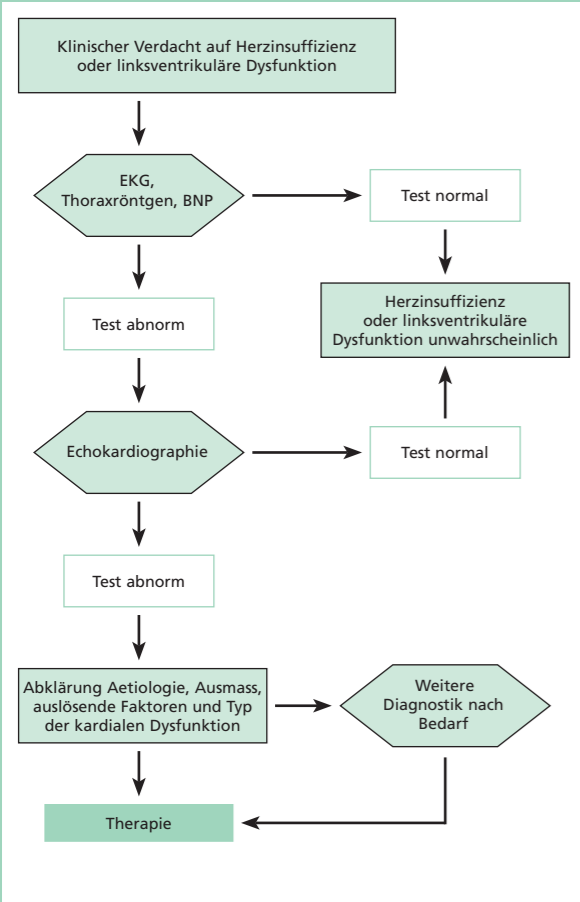 Klinischer Verdacht auf Herzinsuffizienz
oder linksventrikuläre Dysfunktion
EKG,
Thoraxröntgen, BNP
Test normal
Test abnorm
Herzinsuffizienz
oder linksventrikuläre
Dysfunktion unwahrscheinlich
Echokardiographie
Test normal
Test abnorm
Abklärung Aetiologie, Ausmass,
auslösende Faktoren und Typ
der kardialen Dysfunktion
Weitere
Diagnostik nach
Bedarf
Therapie